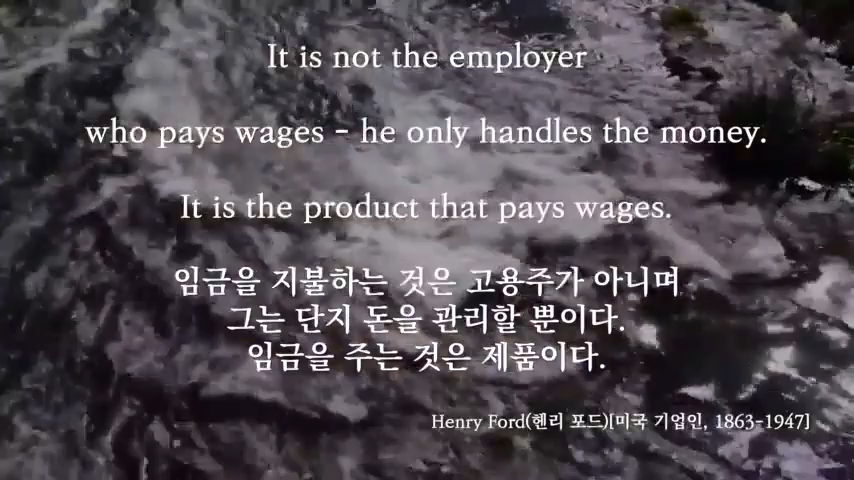 It is not the employer
who pays wages - he only handles the money.
It is the product that pays wages.
임금을 지불하는 것은 고용주가 아니며
그는 단지 돈을 관리할 뿐이다.
임금을 주는 것은 제품이다.
Henry Ford(헨리 포드)[미국 기업인, 1863-1947]